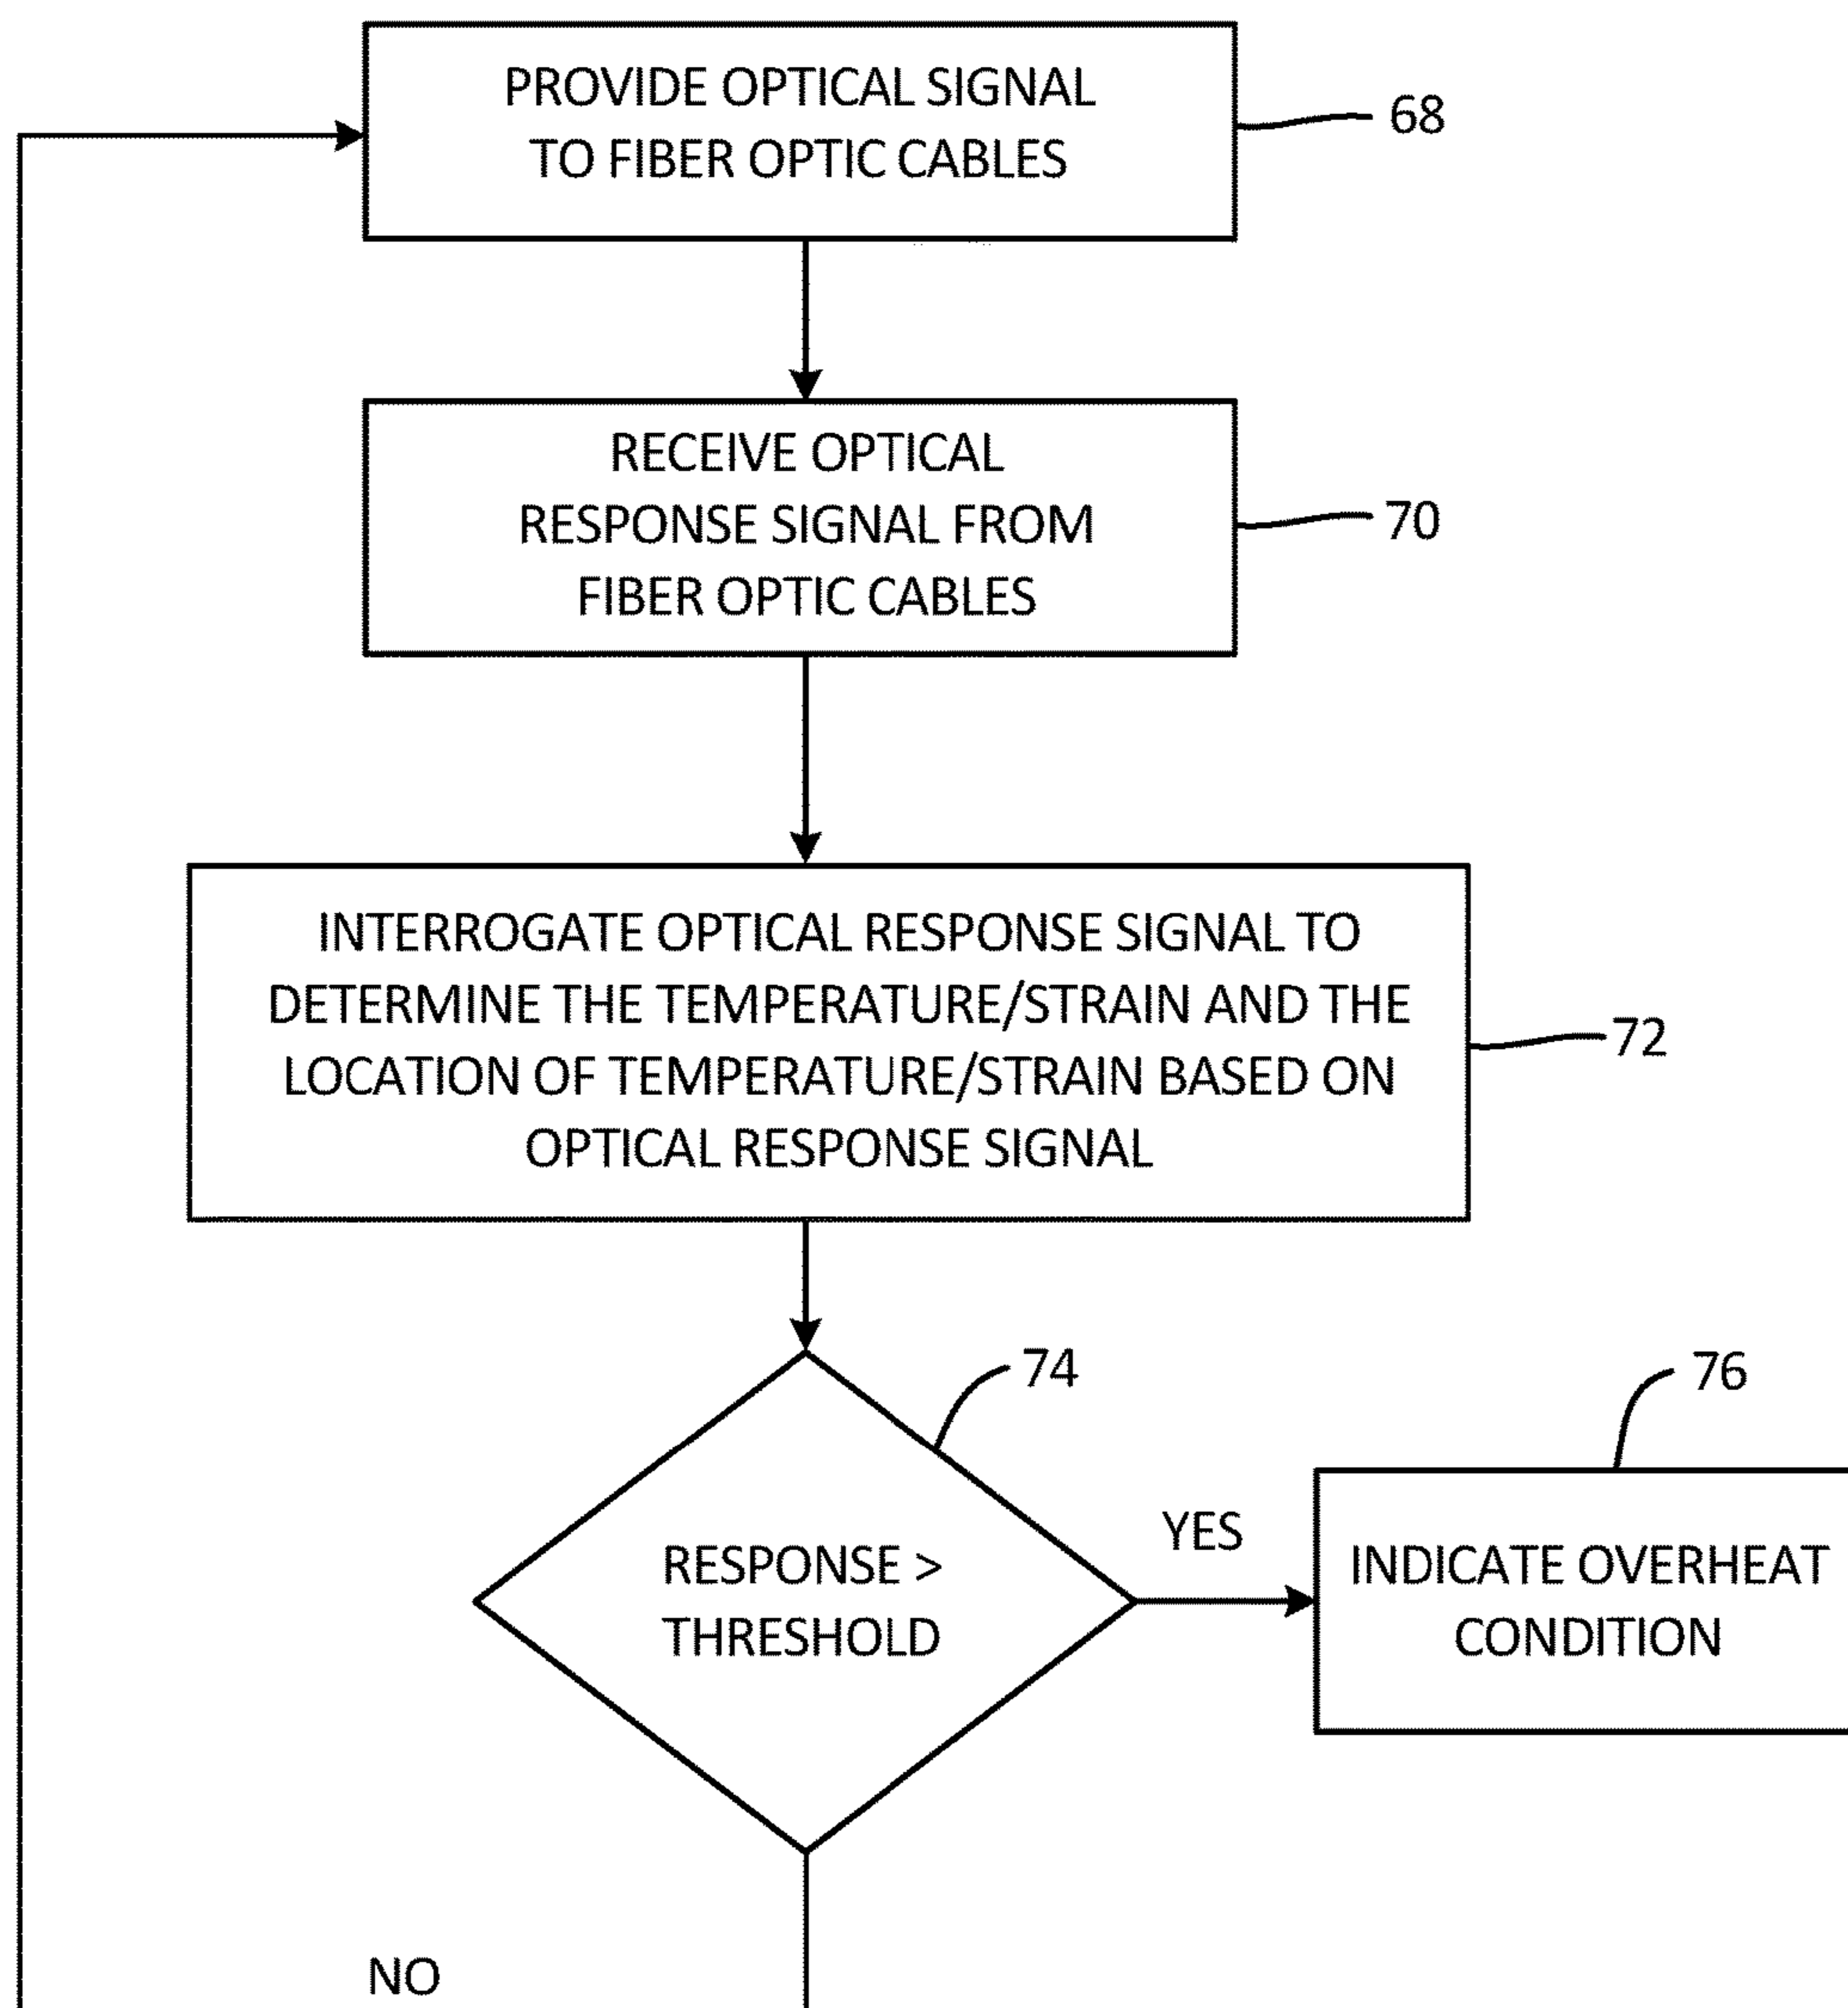 PROVIDE OPTICAL SIGNAL
TO FIBER OPTIC CABLES
68
RECEIVE OPTICAL
RESPONSE SIGNAL FROM
FIBER OPTIC CABLES
70
INTERROGATE OPTICAL RESPONSE SIGNAL TO
DETERMINE THE TEMPERATURE/STRAIN AND THE
LOCATION OF TEMPERATURE/STRAIN BASED ON
OPTICAL RESPONSE SIGNAL
72
74
RESPONSE >
THRESHOLD
YES
76
INDICATE OVERHEAT
CONDITION
NO